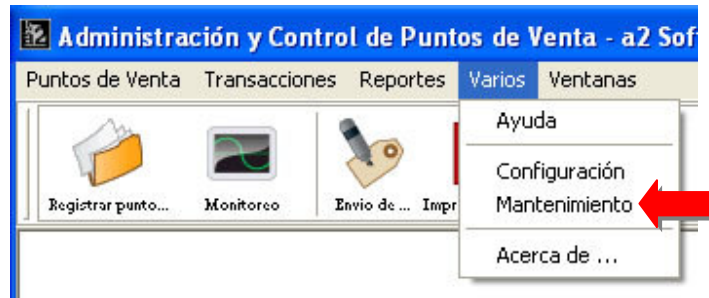 Administración y Control de Puntos de Venta - a2 Sof
Puntos de Venta Transacciones Reportes Varios Ventanas
Ayuda
Configuración
Mantenimiento
Acerca de ...
Registrar punto... Monitoreo Envio de ... Impr